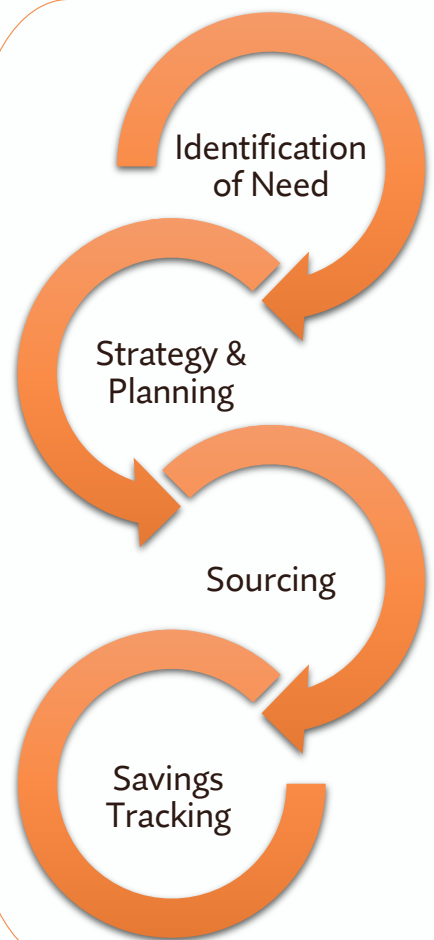 Identification
of Need
Strategy &
Planning
Sourcing
Savings
Tracking